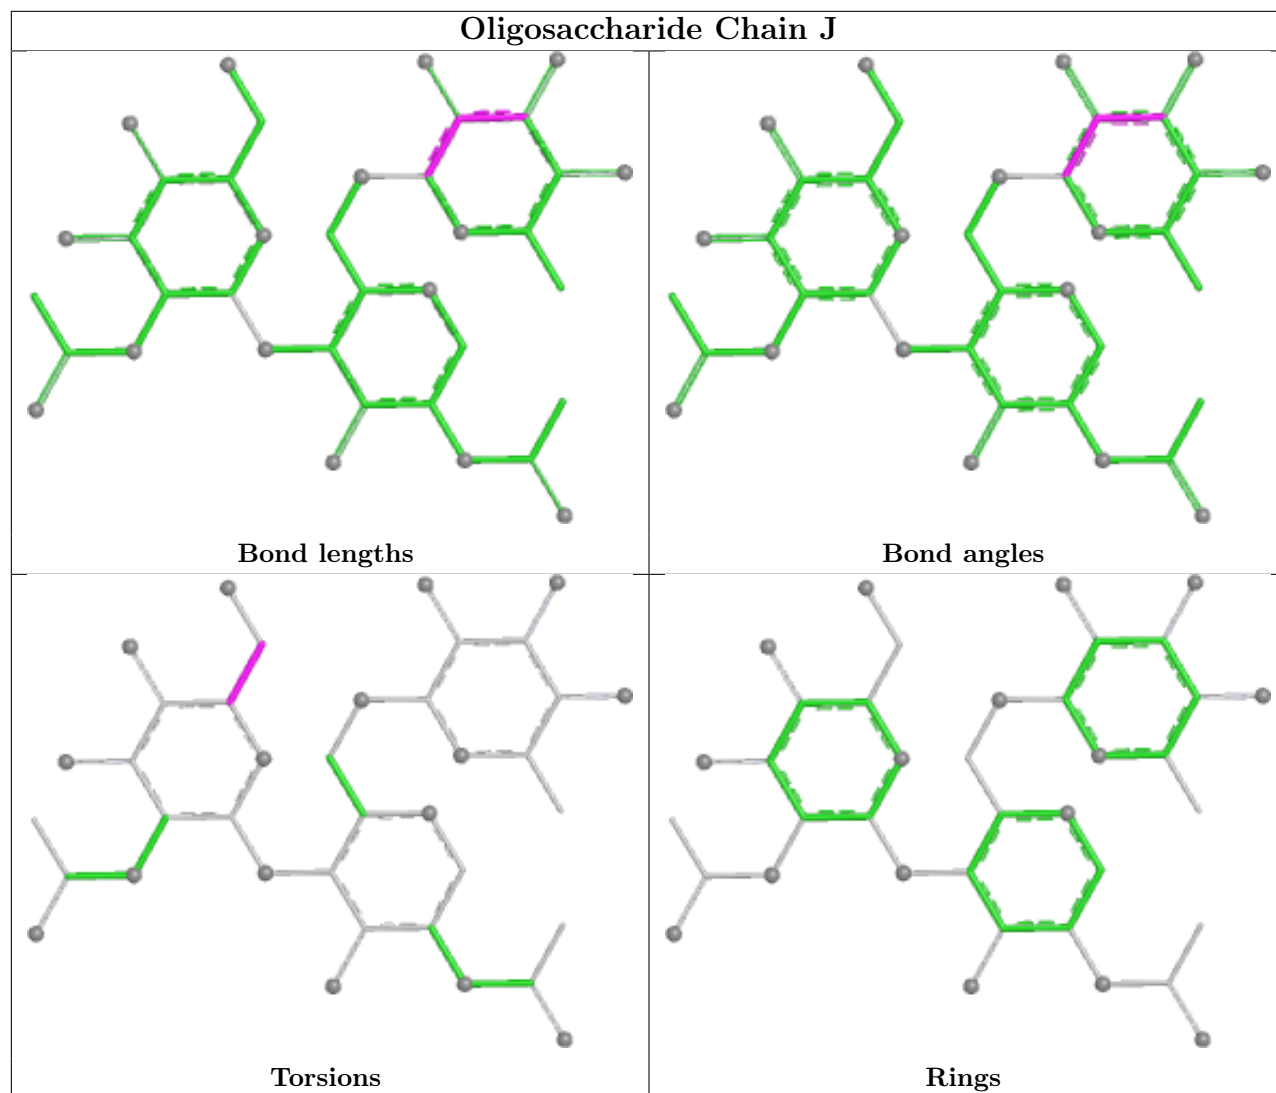 Oligosaccharide Chain J
Bond lengths
Bond angles
Torsions
Rings